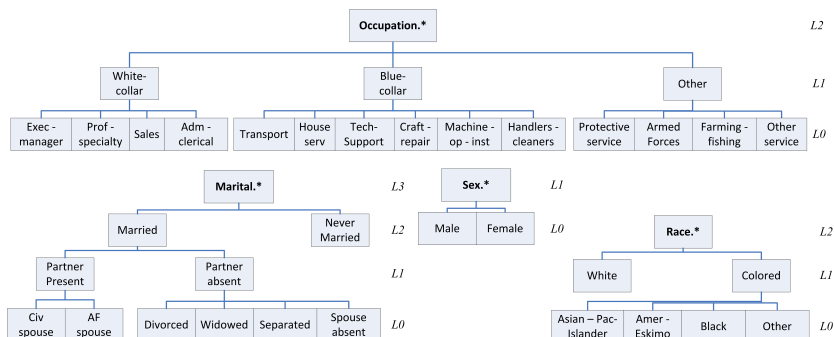 Occupation.*
L2
White-
collar
Blue-
collar
Other
L1
Exec -
manager
Prof -
specialty
Sales
Adm -
clerical
Transport
House
serv
Tech-
Support
Craft -
repair
Machine -
op - inst
Handlers -
cleaners
Protective
service
Armed
Forces
Farming -
fishing
Other
service
L0
Marital.*
L3
Married
Never
Married
L2
Partner
Present
Partner
absent
L1
Civ
spouse
AF
spouse
Divorced
Widowed
Separated
Spouse
absent
L0
Sex.*
L1
Male
Female
L0
Race.*
L2
White
Colored
L1
Asian – Pac-
Islander
Amer -
Eskimo
Black
Other
L0